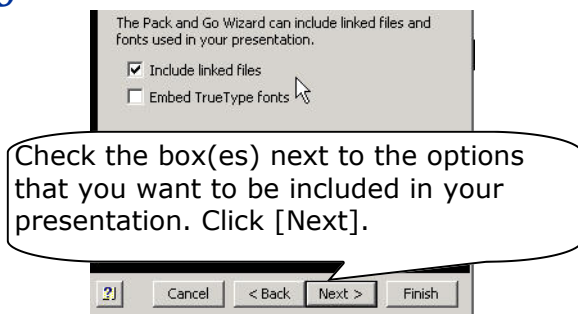 The Pack and Go Wizard can include linked files and
fonts used in your presentation.
Include linked files
Embed TrueType fonts
Check the box(es) next to the options
that you want to be included in your
presentation. Click [Next].
Cancel < Back Next > Finish